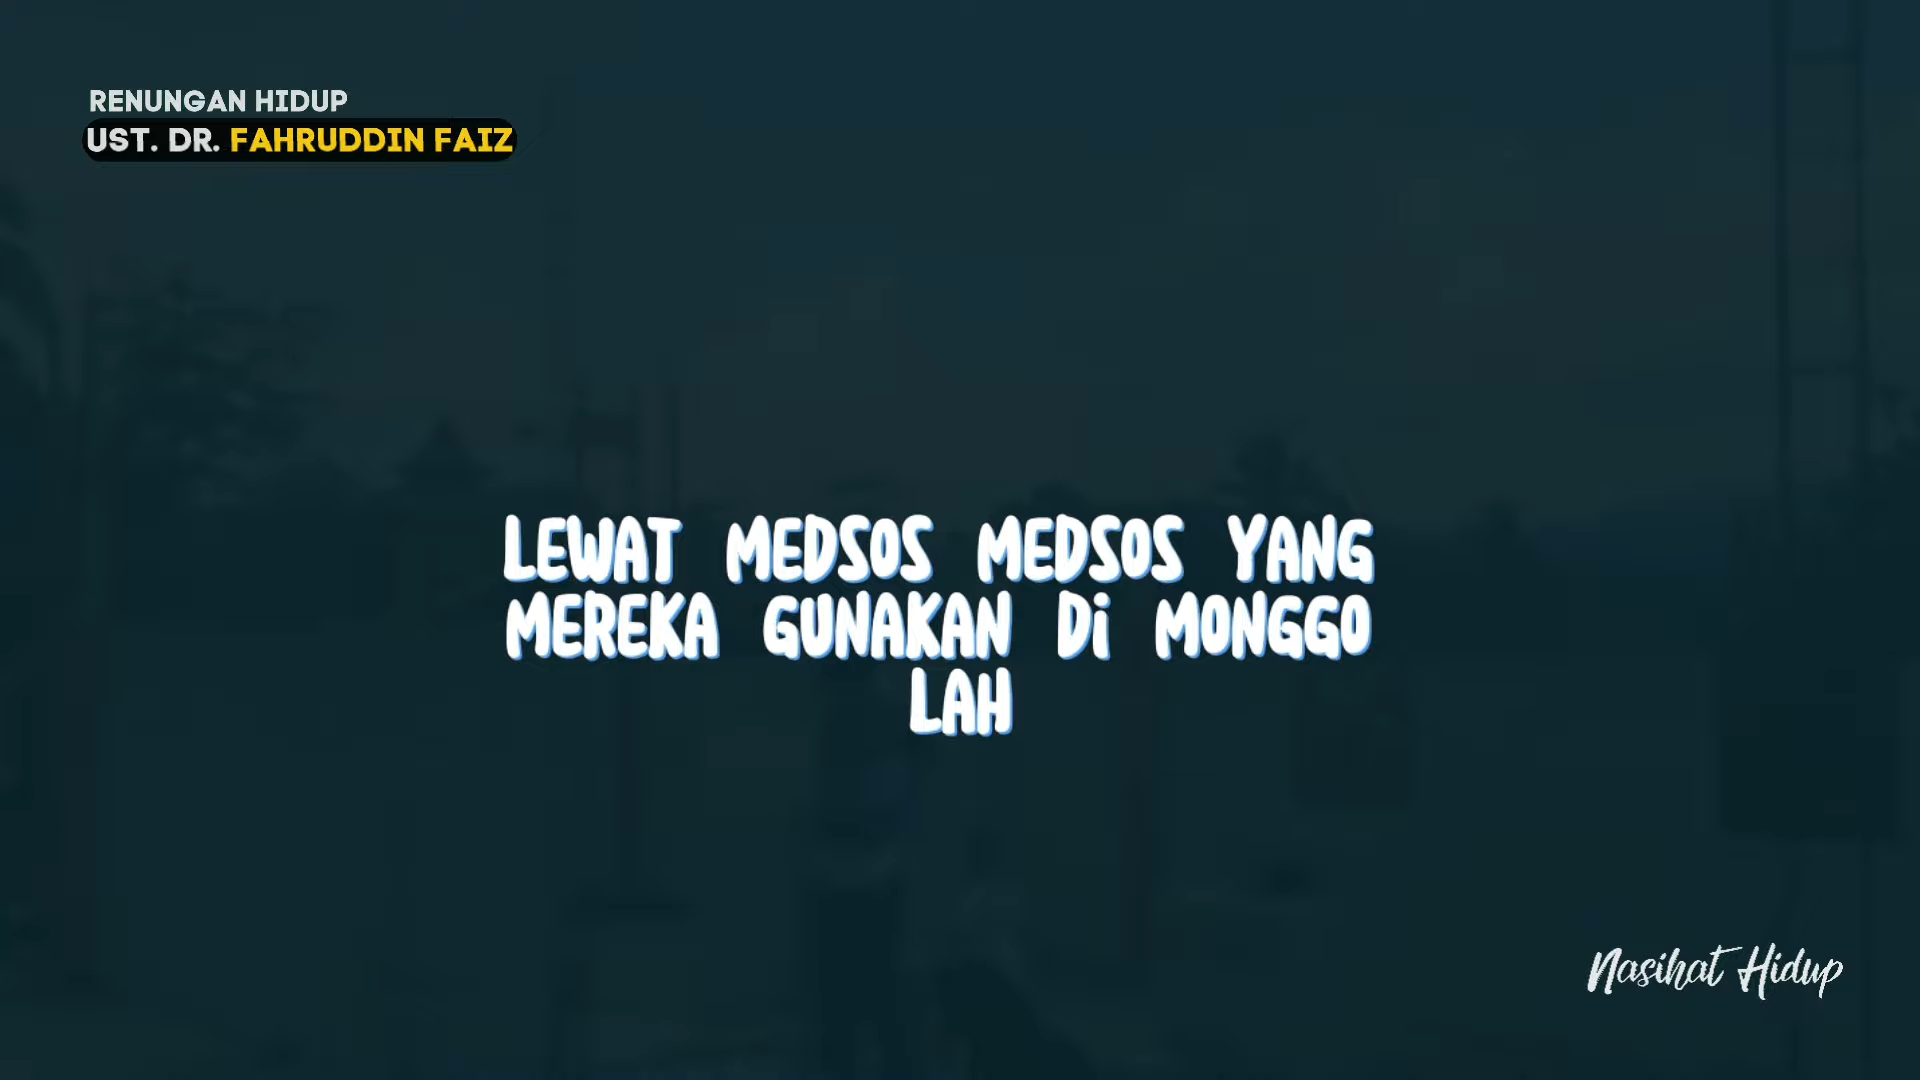 RENUNGAN HIDUP
UST. DR. FAHRUDDIN FAIZ
LEWAT MEDSOS MEDSOS YANG
MEREKA GUNAKAN Di MONGGO
LAH
Nasihat Hidup